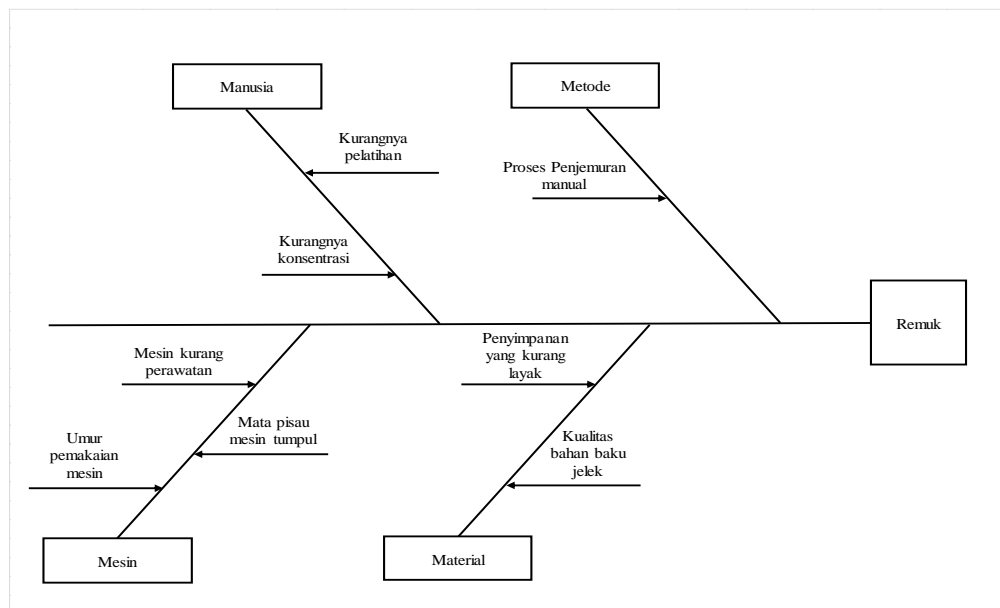 Manusia
Metode
Kurangnya
pelatihan
Proses Penjemuran
manual
Kurangnya
konsentrasi
Remuk
Mesin kurang
perawatan
Penyimpanan
yang kurang
layak
Mata pisau
mesin tumpul
Umur
pemakaian
mesin
Kualitas
bahan baku
jelek
Mesin
Material